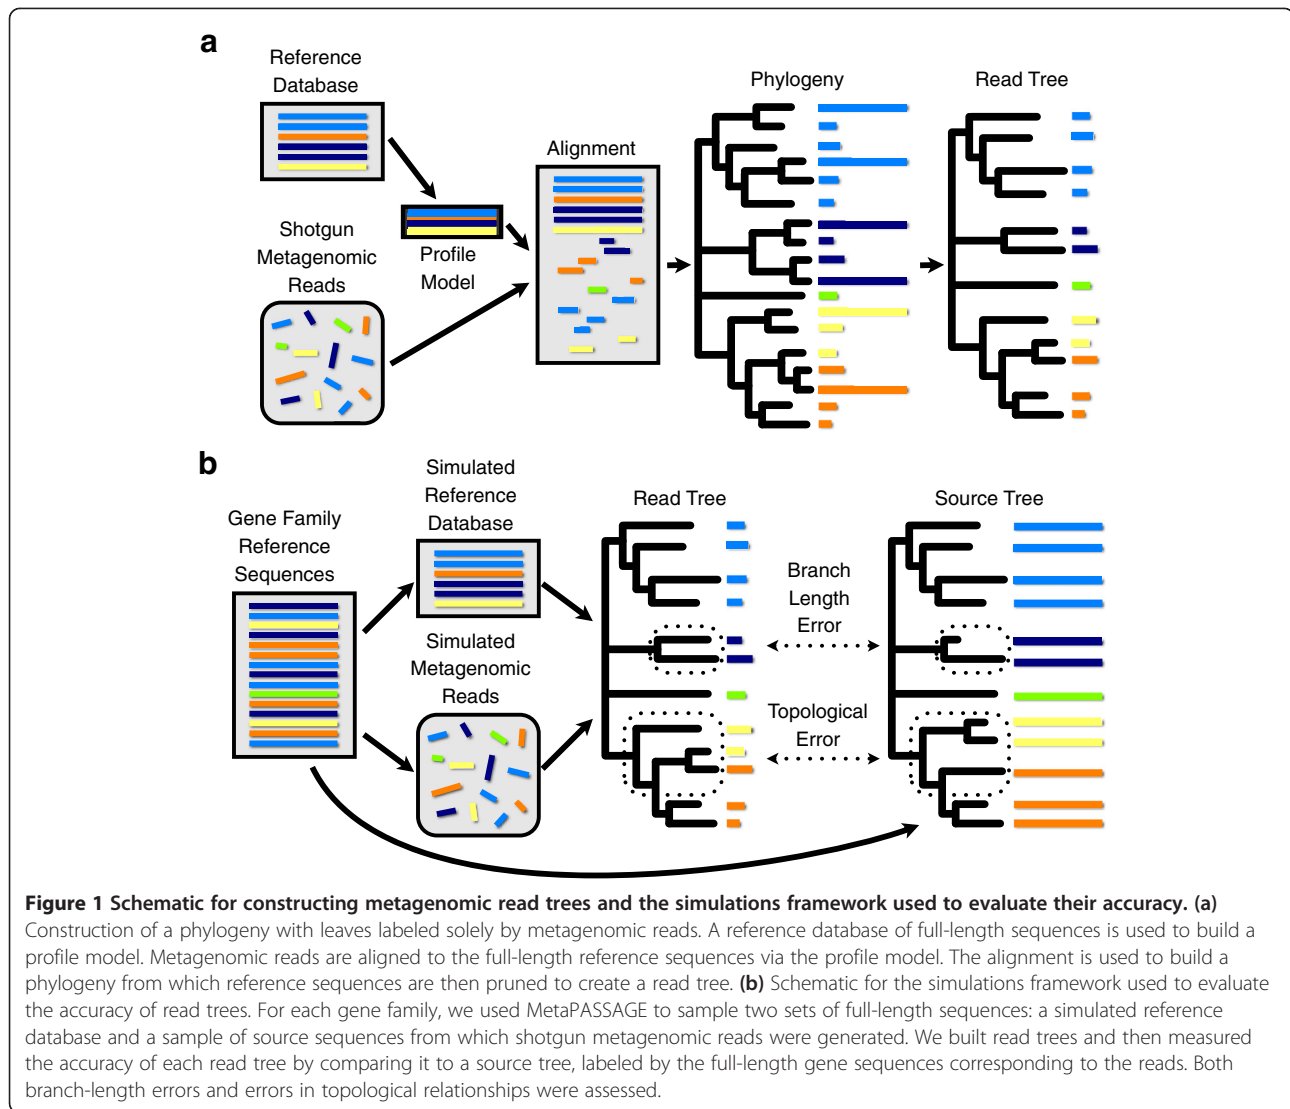 a
Reference
Database
Shotgun
Metagenomic
Reads
Profile
Model
Alignment
Phylogeny
Read Tree
b
Gene Family
Reference
Sequences
Simulated
Reference
Database
Simulated
Metagenomic
Reads
Read Tree
Branch
Length
Error
Topological
Error
Source Tree
Figure 1 Schematic for constructing metagenomic read trees and the simulations framework used to evaluate their accuracy. (a)
Construction of a phylogeny with leaves labeled solely by metagenomic reads. A reference database of full-length sequences is used to build a
profile model. Metagenomic reads are aligned to the full-length reference sequences via the profile model. The alignment is used to build a
phylogeny from which reference sequences are then pruned to create a read tree. (b) Schematic for the simulations framework used to evaluate
the accuracy of read trees. For each gene family, we used MetaPASSAGE to sample two sets of full-length sequences: a simulated reference
database and a sample of source sequences from which shotgun metagenomic reads were generated. We built read trees and then measured
the accuracy of each read tree by comparing it to a source tree, labeled by the full-length gene sequences corresponding to the reads. Both
branch-length errors and errors in topological relationships were assessed.